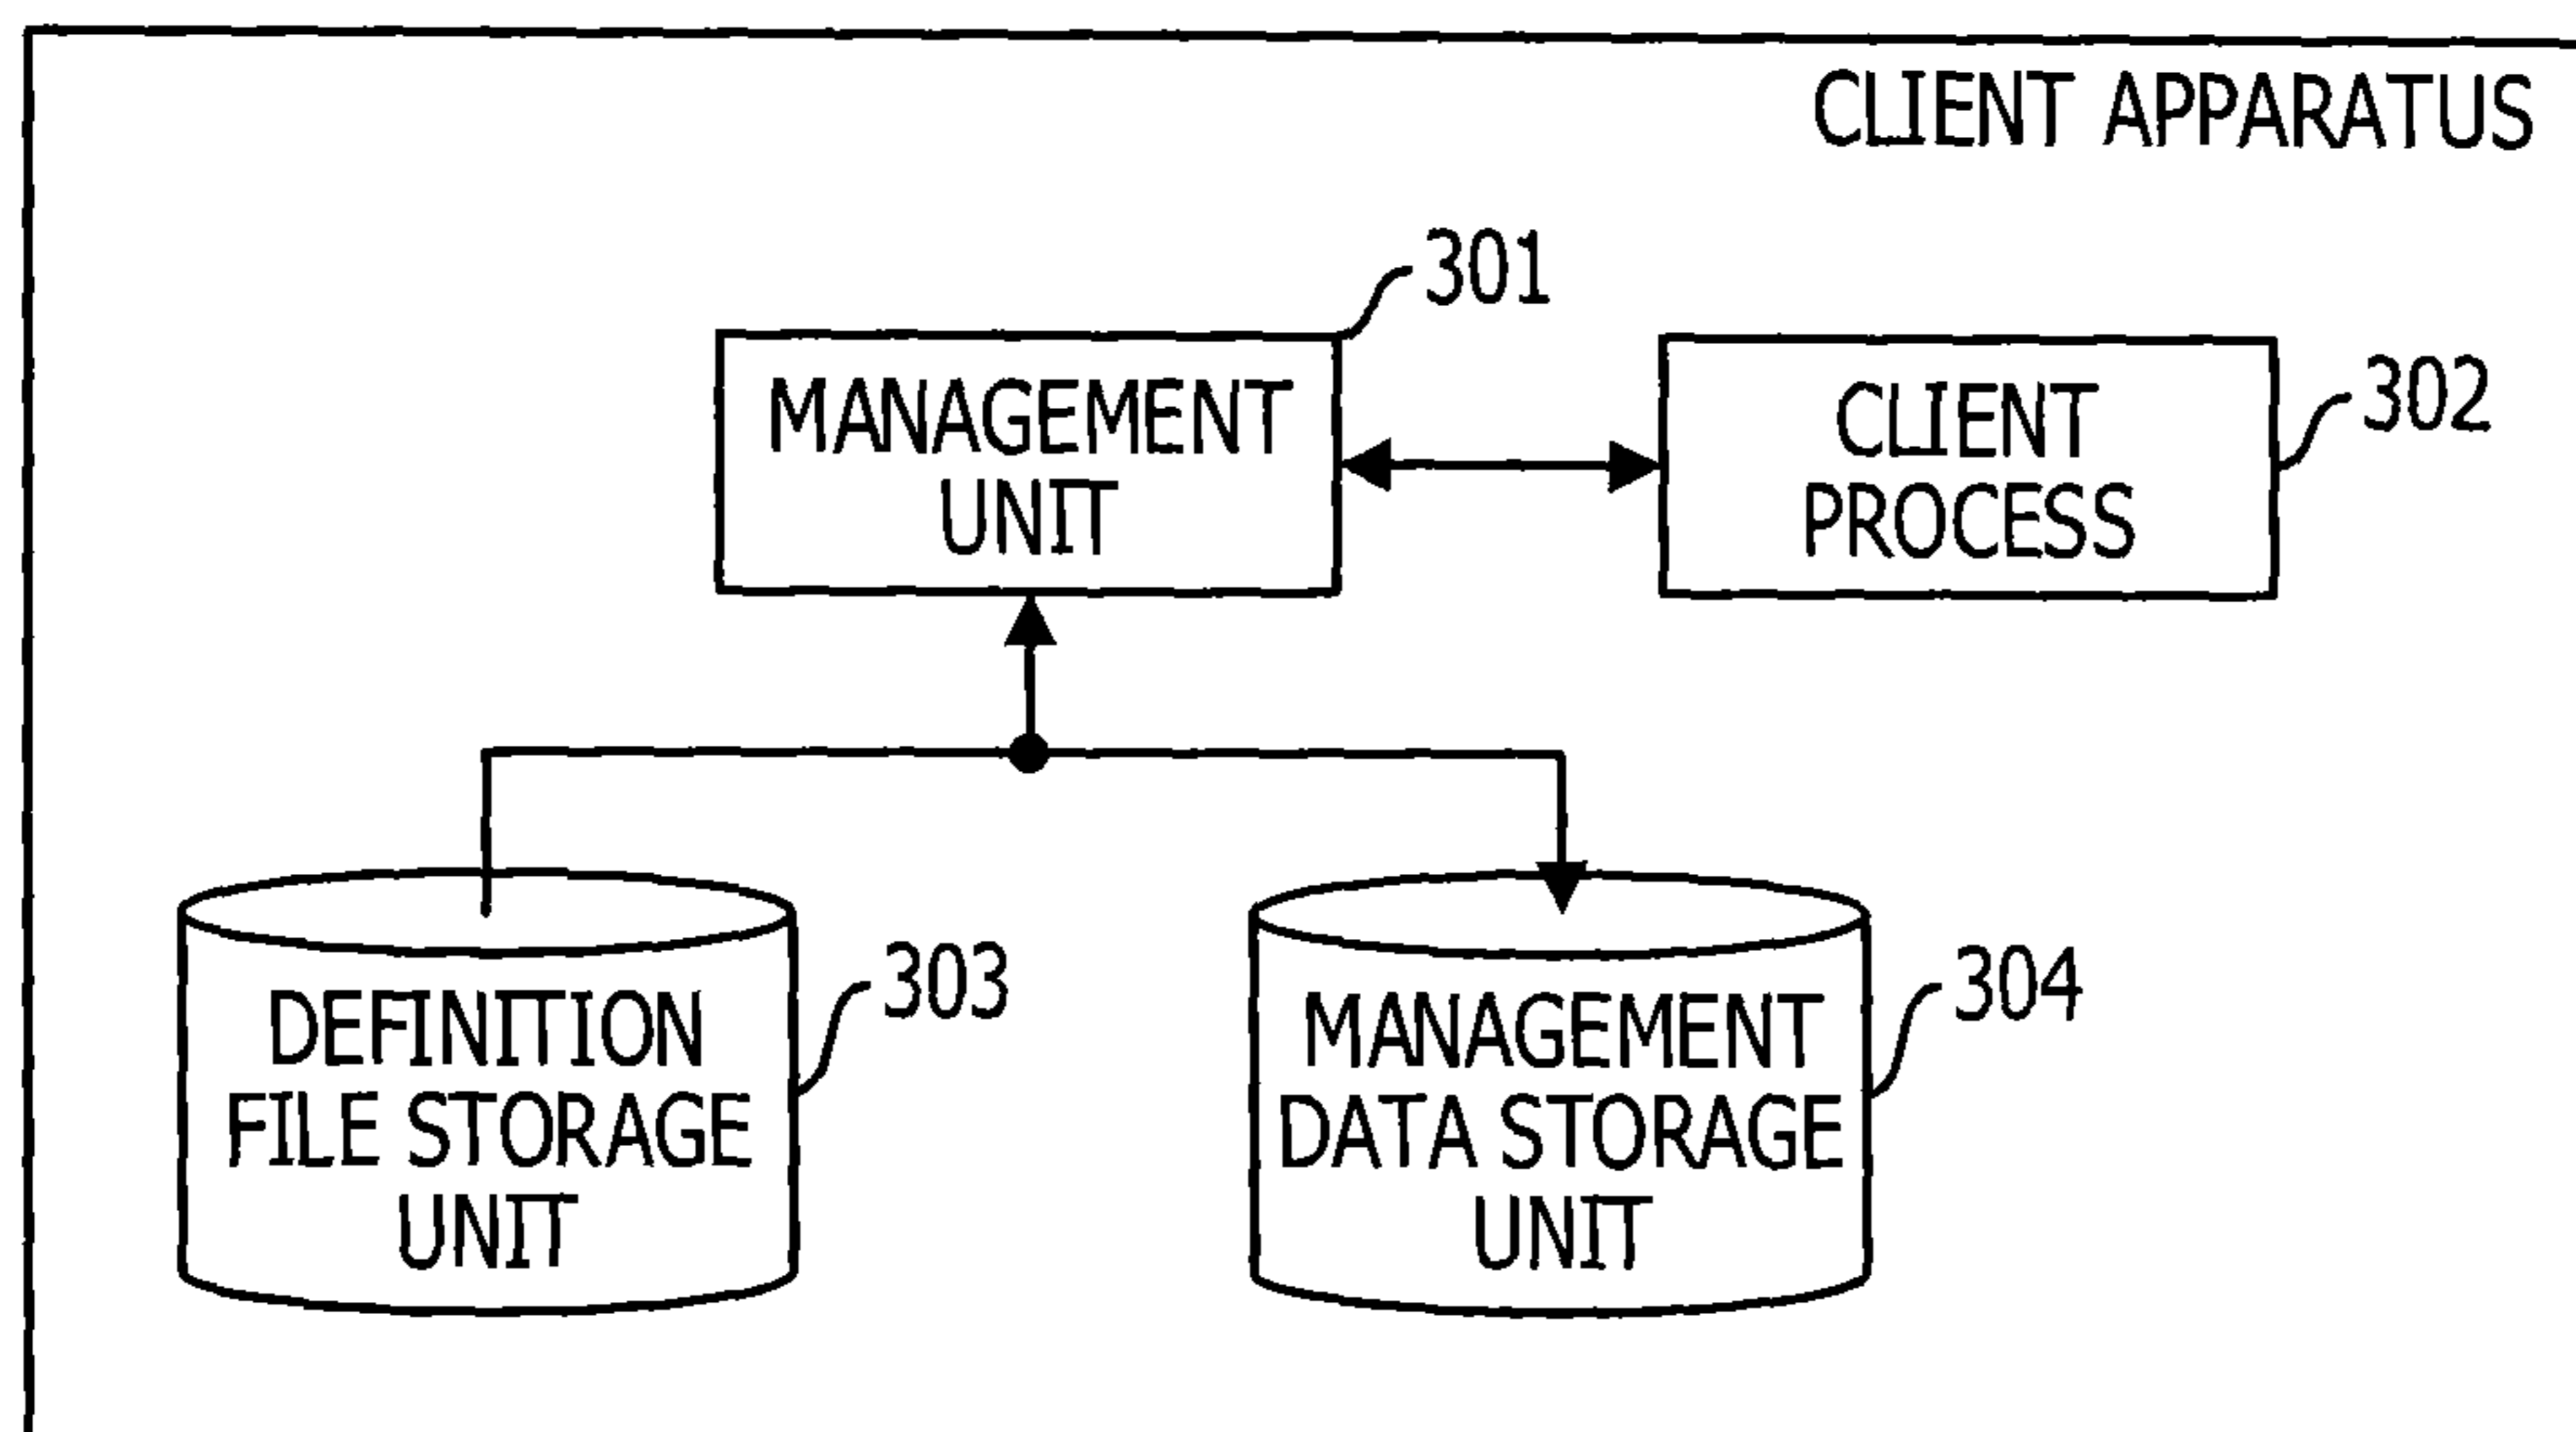 CLIENT APPARATUS
301
MANAGEMENT
UNIT
302
CLIENT
PROCESS
303
DEFINITION
FILE STORAGE
UNIT
304
MANAGEMENT
DATA STORAGE
UNIT